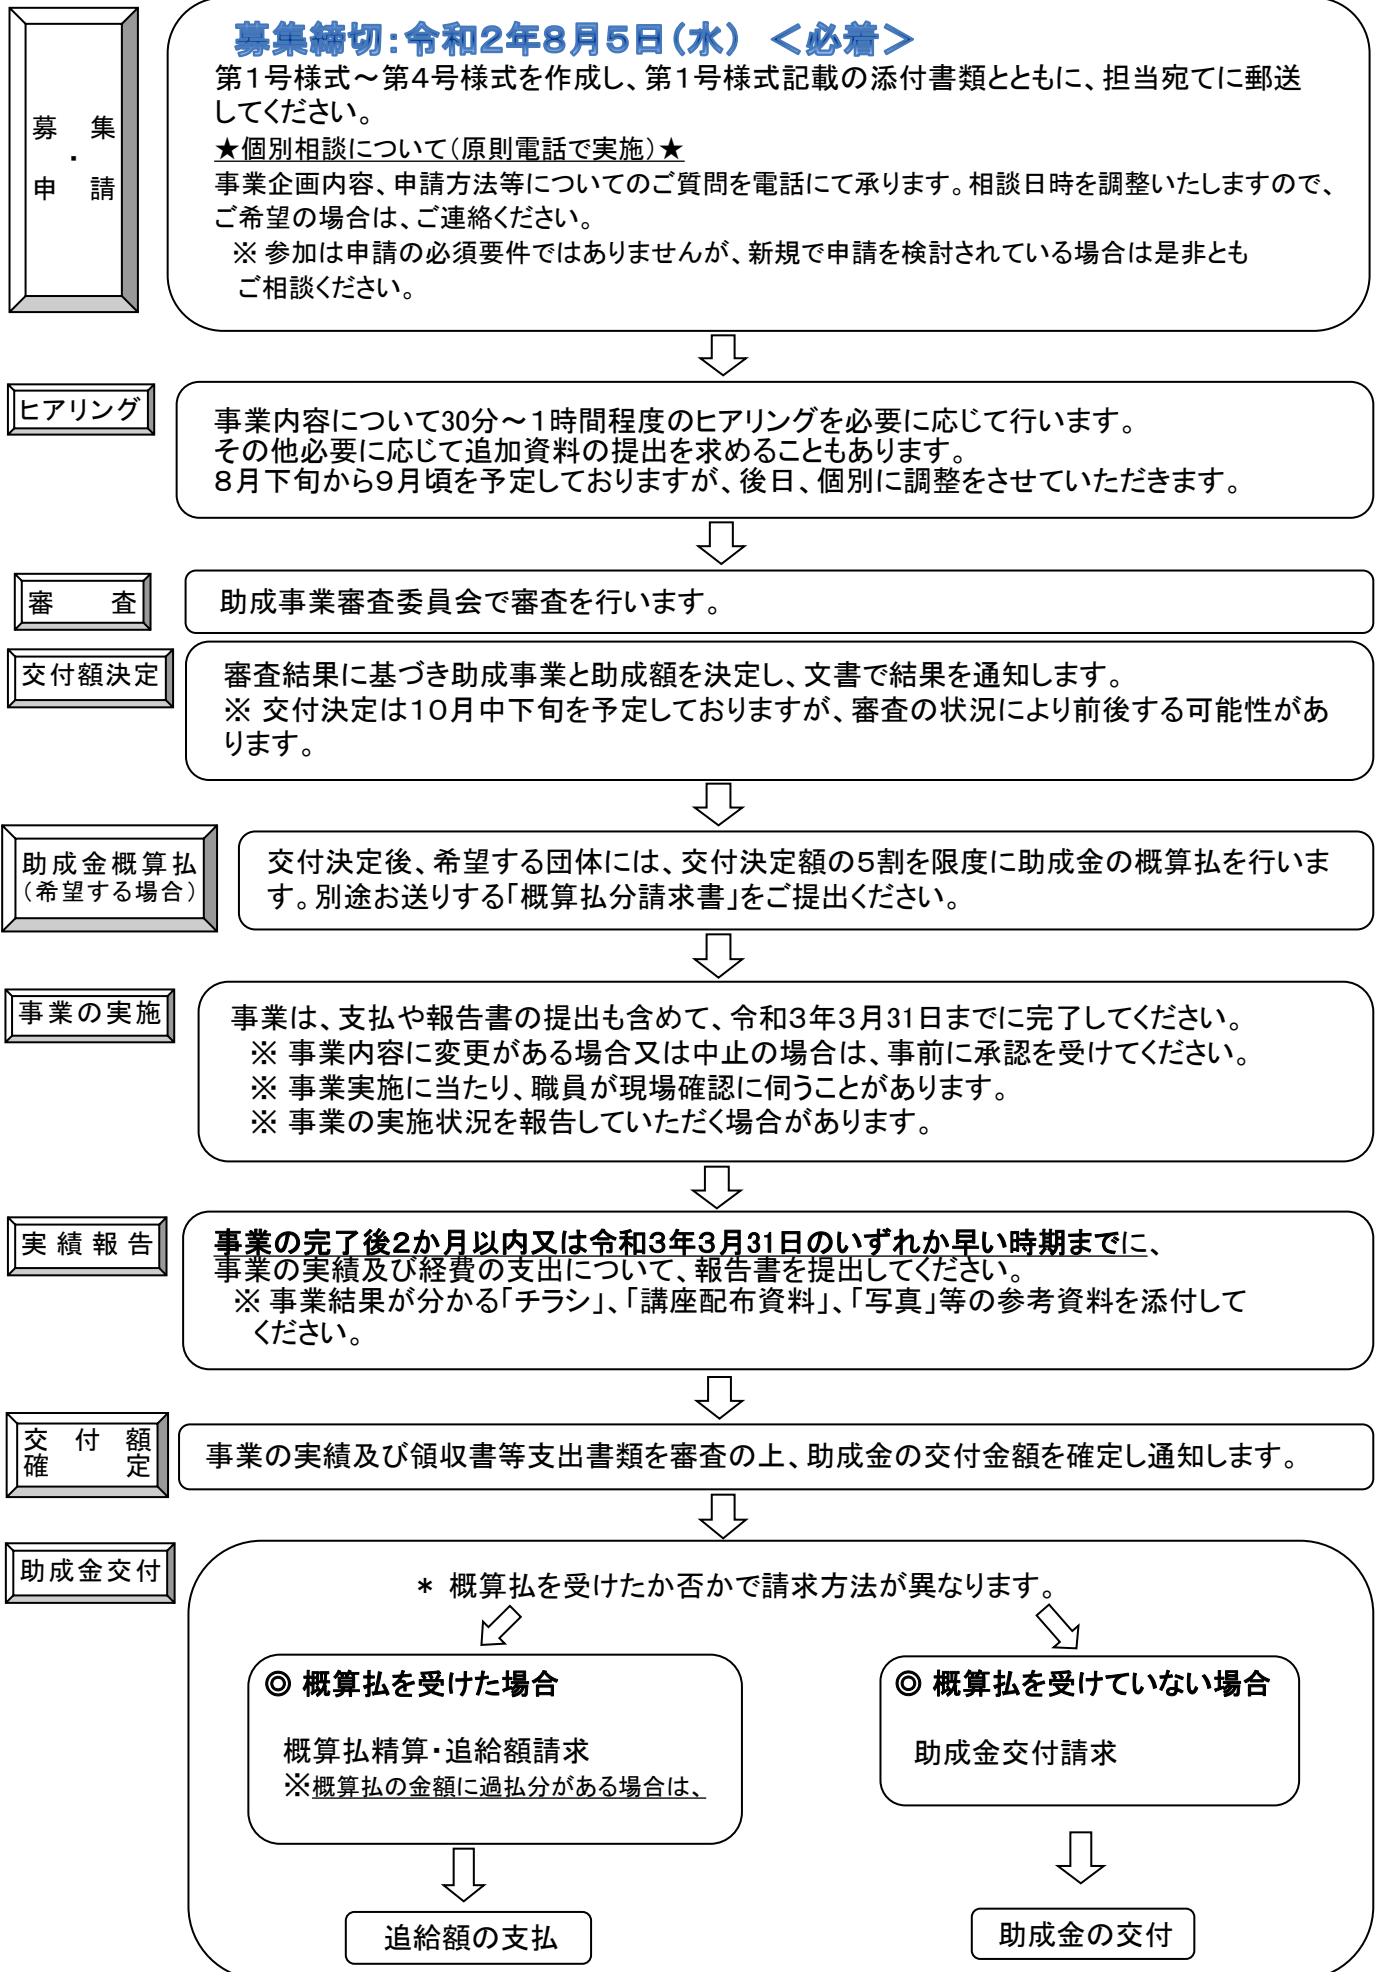 募集
・
申請
募集締切：令和２年８月５日（水） ＜必着＞
第１号様式～第４号様式を作成し、第１号様式記載の添付書類とともに、担当宛てに郵送
してください。
★個別相談について（原則電話で実施）★
事業企画内容、申請方法等についてのご質問を電話にて承ります。相談日時を調整いたしますので、
ご希望の場合は、ご連絡ください。
※ 参加は申請の必須要件ではありませんが、新規で申請を検討されている場合は是非とも
ご相談ください。
ヒアリング
事業内容について30分～１時間程度のヒアリングを必要に応じて行います。
その他必要に応じて追加資料の提出を求めることもあります。
８月下旬から９月頃を予定しておりますが、後日、個別に調整をさせていただきます。
審　査
助成事業審査委員会で審査を行います。
交付額決定
審査結果に基づき助成事業と助成額を決定し、文書で結果を通知します。
※ 交付決定は１０月中下旬を予定しておりますが、審査の状況により前後する可能性があ
ります。
助成金概算払
（希望する場合）
交付決定後、希望する団体には、交付決定額の５割を限度に助成金の概算払を行いま
す。別途お送りする「概算払分請求書」をご提出ください。
事業の実施
事業は、支払や報告書の提出も含めて、令和３年３月31日までに完了してください。
※ 事業内容に変更がある場合又は中止の場合は、事前に承認を受けてください。
※ 事業実施に当たり、職員が現場確認に伺うことがあります。
※ 事業の実施状況を報告していただく場合があります。
実績報告
事業の完了後２か月以内又は令和３年３月31日のいずれか早い時期までに、
事業の実績及び経費の支出について、報告書を提出してください。
※ 事業結果が分かる「チラシ」、「講座配布資料」、「写真」等の参考資料を添付して
ください。
交付額
確定
事業の実績及び領収書等支出書類を審査の上、助成金の交付金額を確定し通知します。
助成金交付
＊ 概算払を受けたか否かで請求方法が異なります。
◎ 概算払を受けた場合
概算払精算・追給額請求
※概算払の金額に過払分がある場合は、
◎ 概算払を受けていない場合
助成金交付請求
追給額の支払
助成金の交付